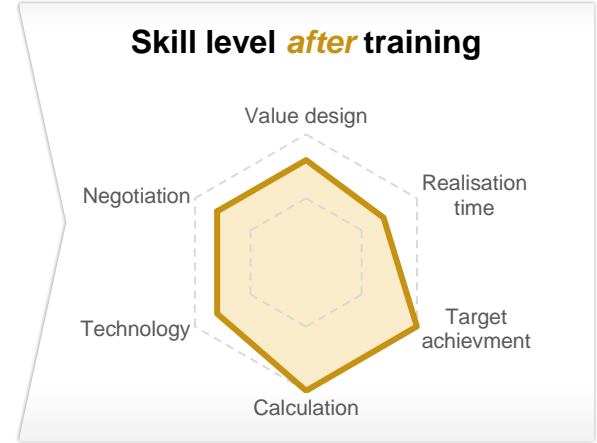 Skill level after training
Value design
Negotiation
Realisation
time
Technology
Target
achievment
Calculation